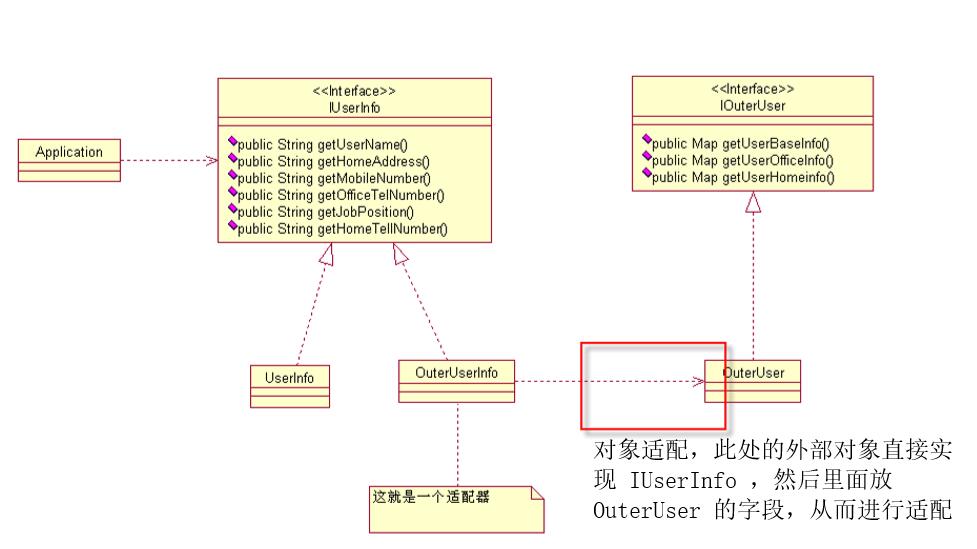 Application
<<Interface>>
IUserInfo
public String getUserName()
public String getHomeAddress()
public String getMobileNumber()
public String getOfficeTelNumber()
public String getJobPosition()
public String getHomeTellNumber()
<<Interface>>
IOuterUser
public Map getUserBaseInfo()
public Map getUserOfficeInfo()
public Map getUserHomeinfo()
UserInfo
OuterUserInfo
OuterUser
这就是一个适配器
对象适配，此处的外部对象直接实
现 IUserInfo ，然后里面放
OuterUser 的字段，从而进行适配